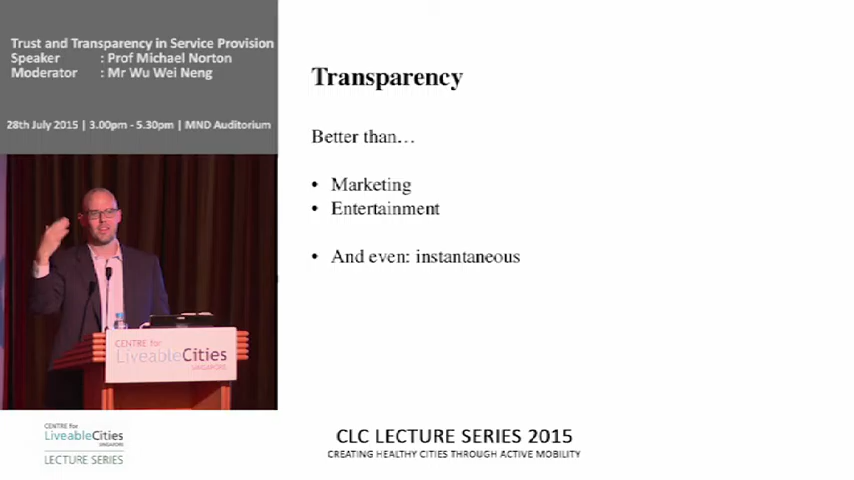 Trust and Transparency in Service Provision
Speaker : Prof Michael Norton
Moderator : Mr Wu Wei Neng
28th July 2015 | 3.00pm - 5.30pm | MND Auditorium
Transparency
Better than…
• Marketing
• Entertainment
• And even: instantaneous
CENTRE for
LiveableCities
SINGAPORE
CENTRE for
LiveableCities
SINGAPORE
LECTURE SERIES
CLC LECTURE SERIES 2015
CREATING HEALTHY CITIES THROUGH ACTIVE MOBILITY